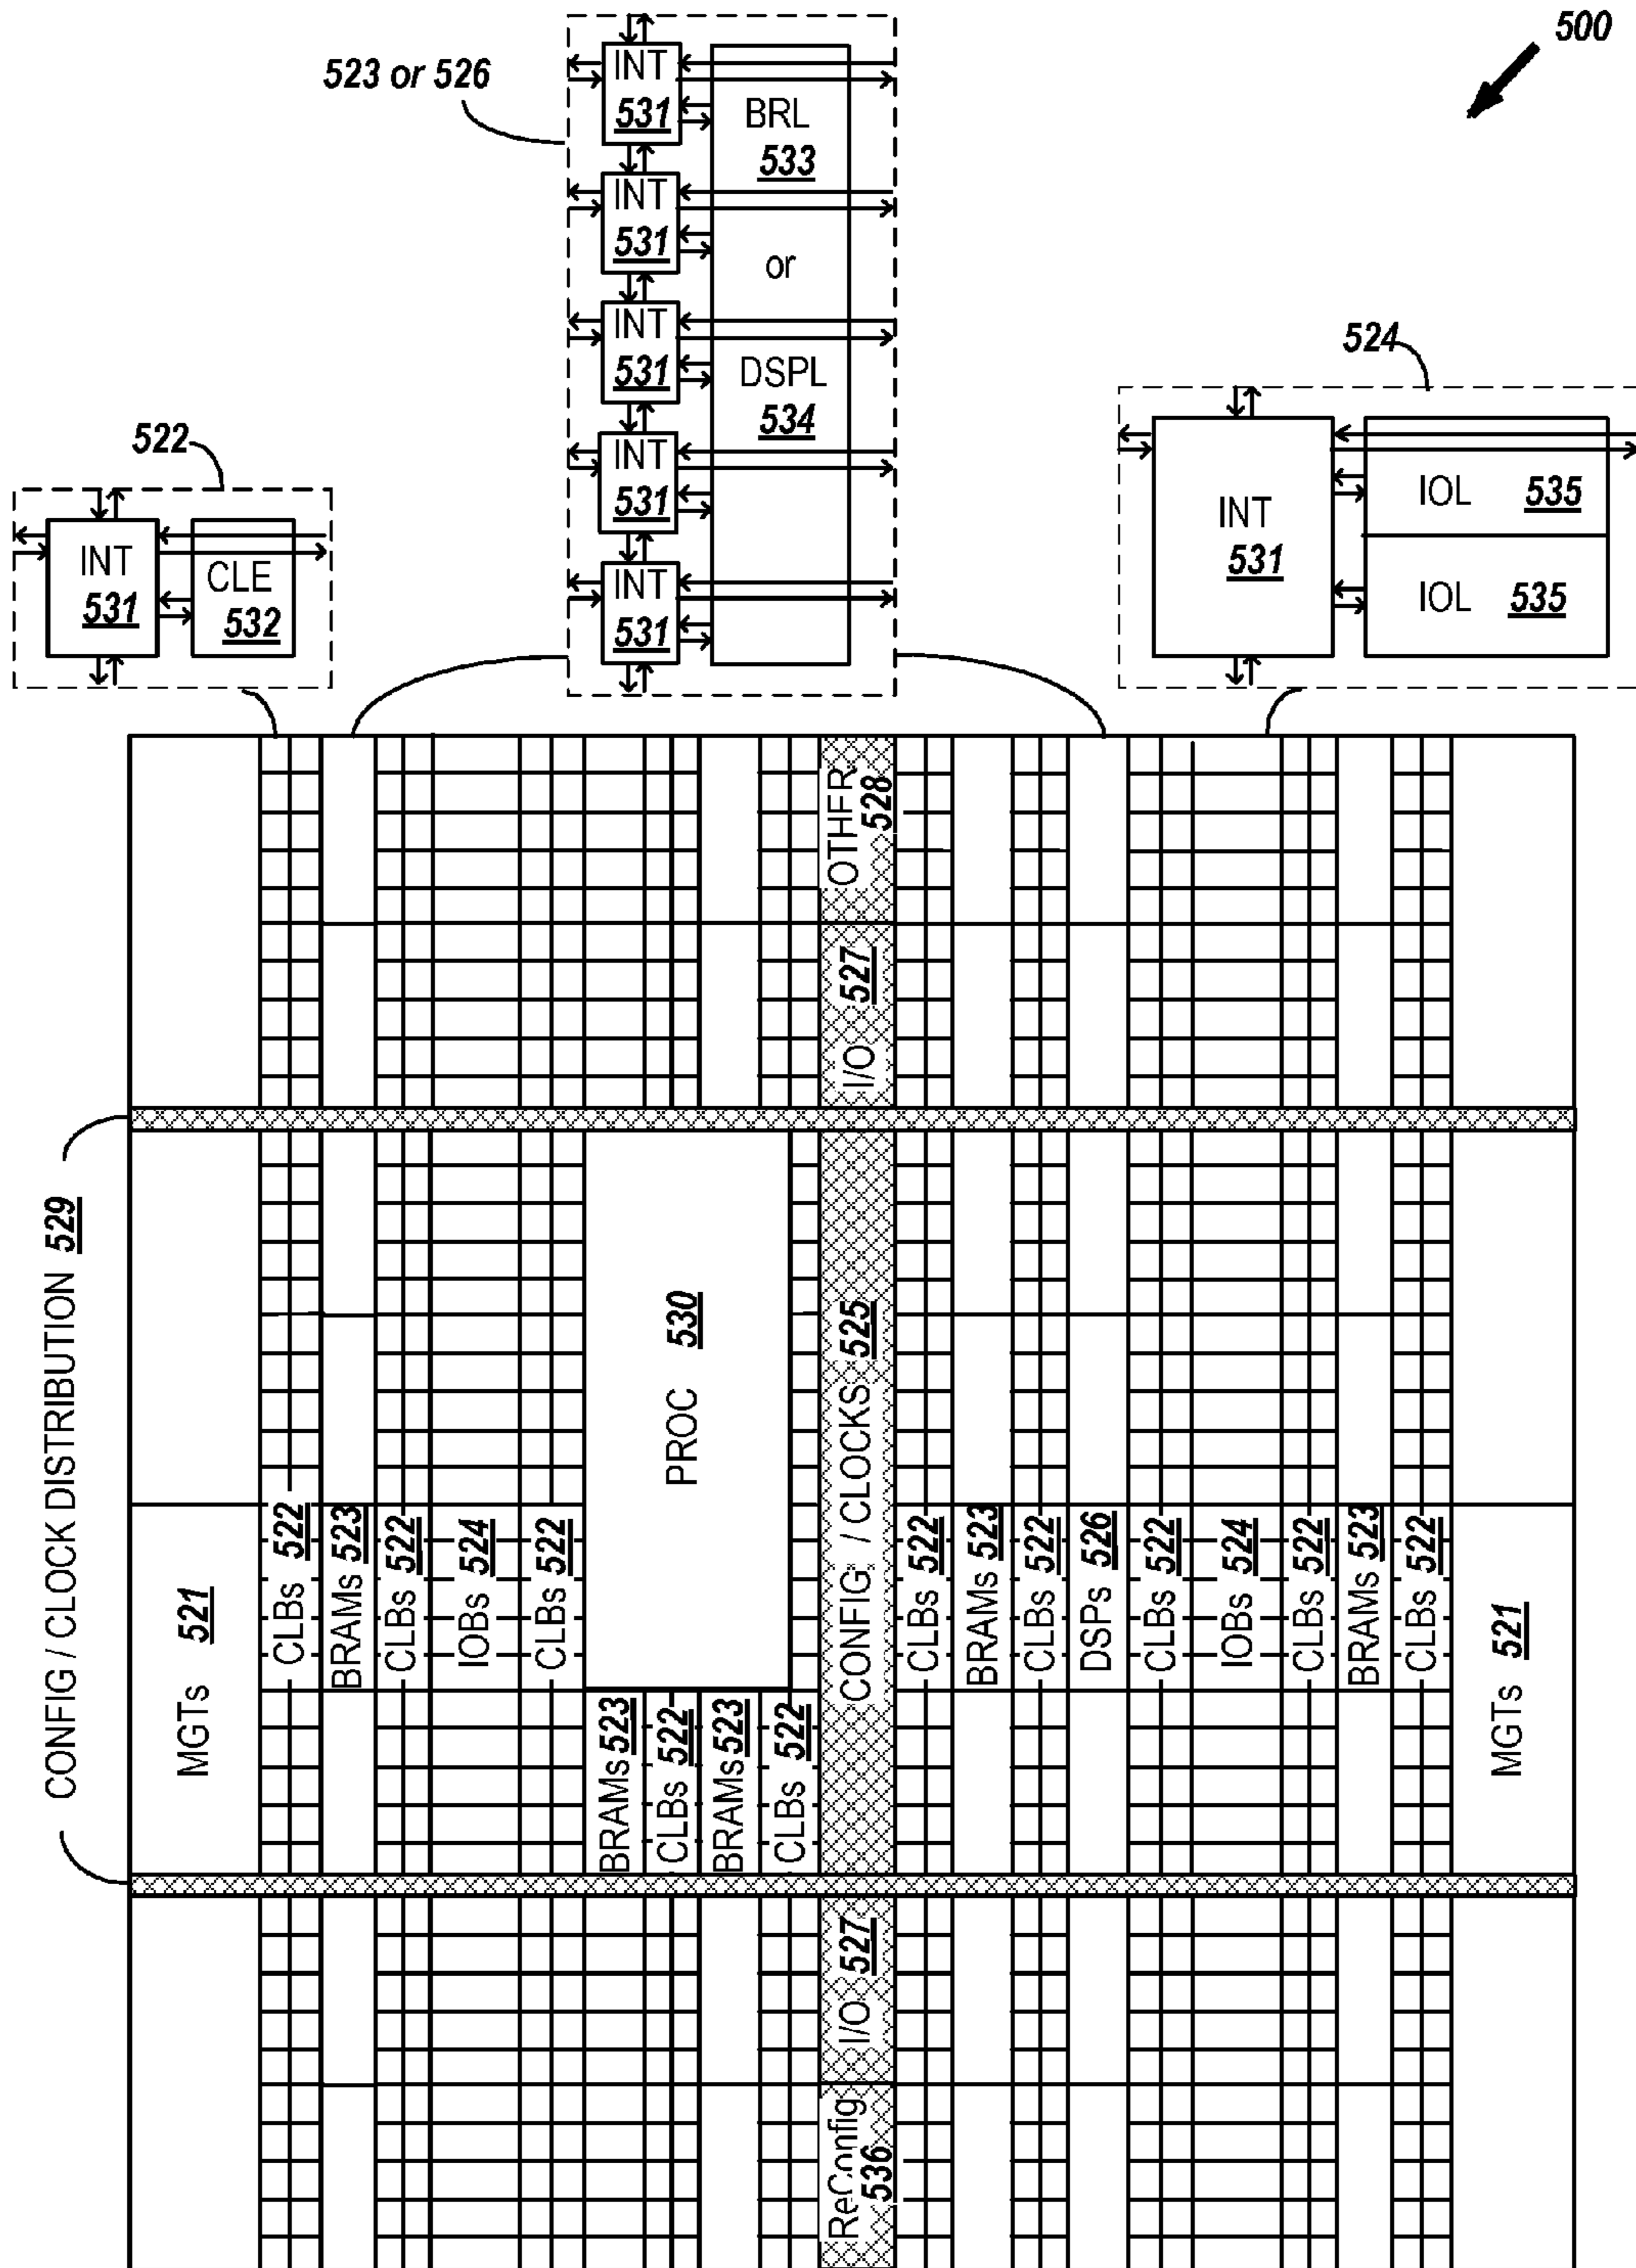 500
523 or 526
INT
531
INT
531
INT
531
INT
531
INT
531
BRL
533
or
DSPL
534
522
INT
531
CLE
532
524
INT
531
IOL 535
IOL 535
CONFIG / CLOCK DISTRIBUTION 529
MGTs 521
CLBs 522
BRAMs 523
CLBs 522
IOBs 524
CLBs 522
PROC 530
BRAMs 523
CLBs 522
BRAMs 523
CLBs 522
OTHER
528
I/O 527
CONFIG / CLOCKS 525
I/O 527
ReConfig
536
CLBs 522
BRAMs 523
CLBs 522
DSPs 526
CLBs 522
IOBs 524
CLBs 522
BRAMs 523
CLBs 522
MGTs 521